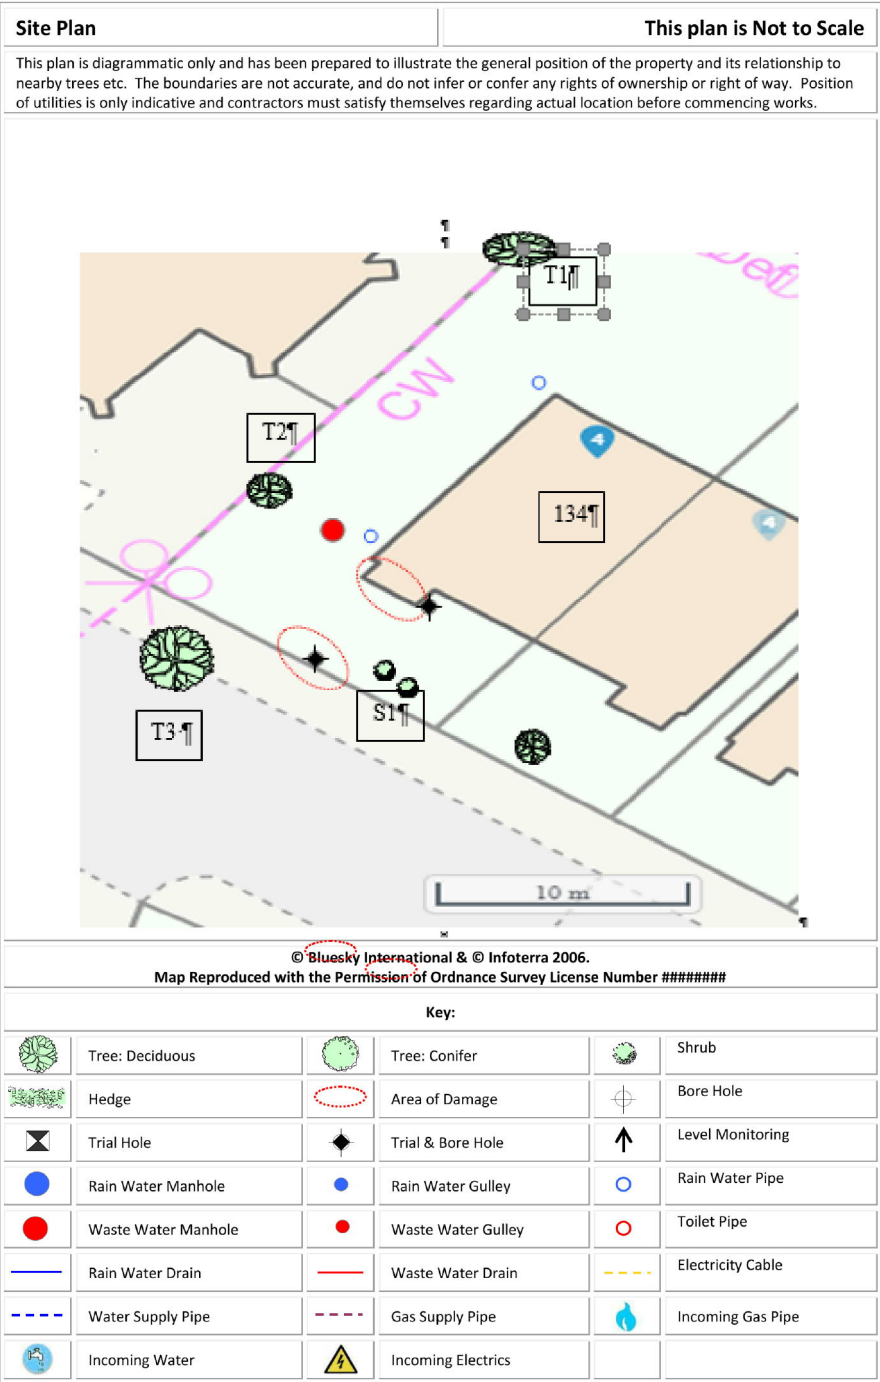 Site Plan
This plan is Not to Scale
This plan is diagrammatic only and has been prepared to illustrate the general position of the property and its relationship to
nearby trees etc.  The boundaries are not accurate, and do not infer or confer any rights of ownership or right of way.  Position
of utilities is only indicative and contractors must satisfy themselves regarding actual location before commencing works.
¶
¶
T1¶
CW
T2¶
4
134¶
4
S1¶
T3·¶
10 m
¶
© Bluesky International & © Infoterra 2006.
Map Reproduced with the Permission of Ordnance Survey License Number ########
Key:
Tree: Deciduous
Tree: Conifer
Shrub
Hedge
Area of Damage
Bore Hole
Trial Hole
Trial & Bore Hole
Level Monitoring
Rain Water Manhole
Rain Water Gulley
Rain Water Pipe
Waste Water Manhole
Waste Water Gulley
Toilet Pipe
Rain Water Drain
Waste Water Drain
Electricity Cable
Water Supply Pipe
Gas Supply Pipe
Incoming Gas Pipe
Incoming Water
Incoming Electrics